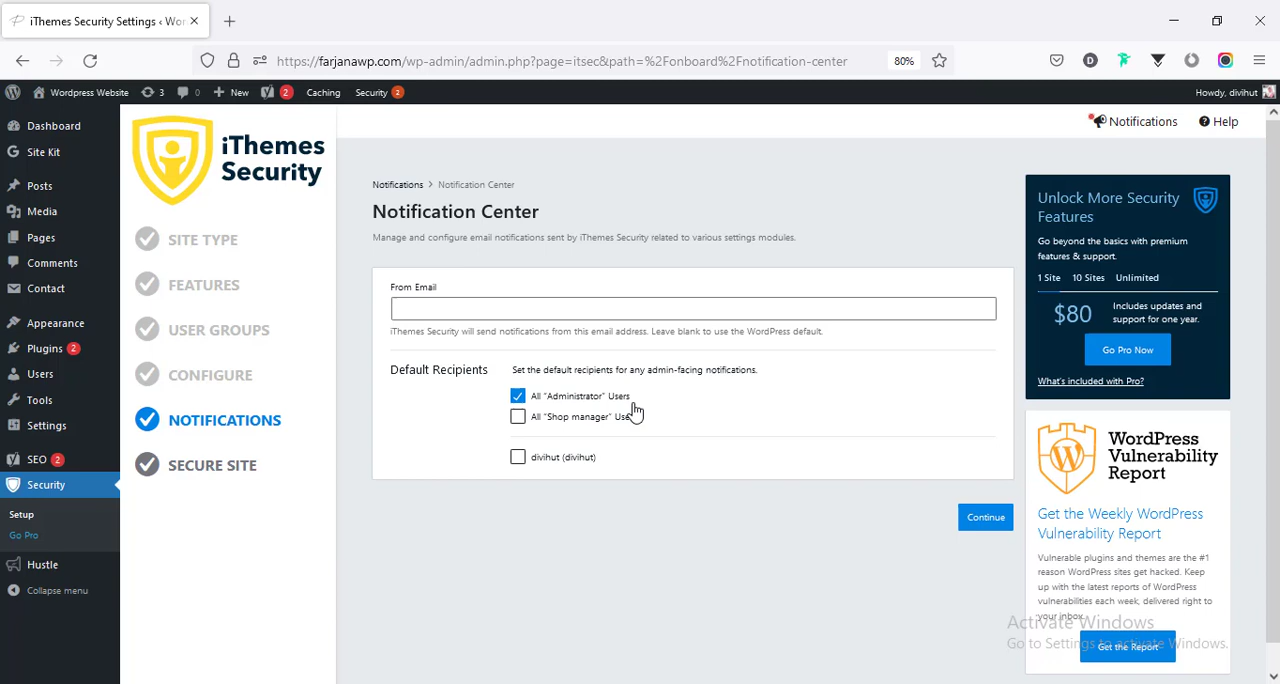 iThemes Security Settings ‹ Wor
https://farjanawp.com/wp-admin/admin.php?page=itsec&path=%2Fonboard%2Fnotification-center
80%
Wordpress Website
3
0
New
2
Caching
Security 2
Howdy, divihut
Dashboard
Site Kit
Posts
Media
Pages
Comments
Contact
Appearance
Plugins 2
Users
Tools
Settings
SEO 2
Security
Setup
Go Pro
Hustle
Collapse menu
iThemes
Security
SITE TYPE
FEATURES
USER GROUPS
CONFIGURE
NOTIFICATIONS
SECURE SITE
Notifications
Help
Notifications > Notification Center
Notification Center
Manage and configure email notifications sent by iThemes Security related to various settings modules.
From Email
iThemes Security will send notifications from this email address. Leave blank to use the WordPress default.
Default Recipients
Set the default recipients for any admin-facing notifications.
All "Administrator" Users
All "Shop manager"
divihut (divihut)
Continue
Unlock More Security
Features
Go beyond the basics with premium
features & support.
1 Site 10 Sites Unlimited
$80
Includes updates and
support for one year.
Go Pro Now
What's included with Pro?
WordPress
Vulnerability
Report
Get the Weekly WordPress
Vulnerability Report
Vulnerable plugins and themes are the #1
reason WordPress sites get hacked. Keep
up with the latest reports of WordPress
vulnerabilities each week, delivered right to
your inbox.
Get the Report
Activate Windows
Go to Settings to activate Windows.